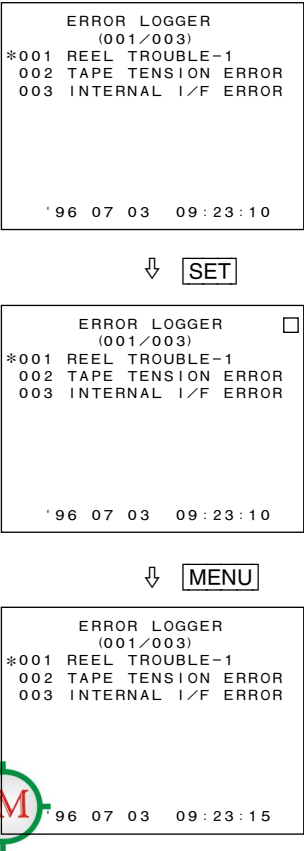 ERROR LOGGER
(001/003)
*001 REEL TROUBLE-1
002 TAPE TENSION ERROR
003 INTERNAL I/F ERROR
'96 07 03 09:23:10
⇩ SET
ERROR LOGGER □
(001/003)
*001 REEL TROUBLE-1
002 TAPE TENSION ERROR
003 INTERNAL I/F ERROR
'96 07 03 09:23:10
⇩ MENU
ERROR LOGGER
(001/003)
*001 REEL TROUBLE-1
002 TAPE TENSION ERROR
003 INTERNAL I/F ERROR
M '96 07 03 09:23:15